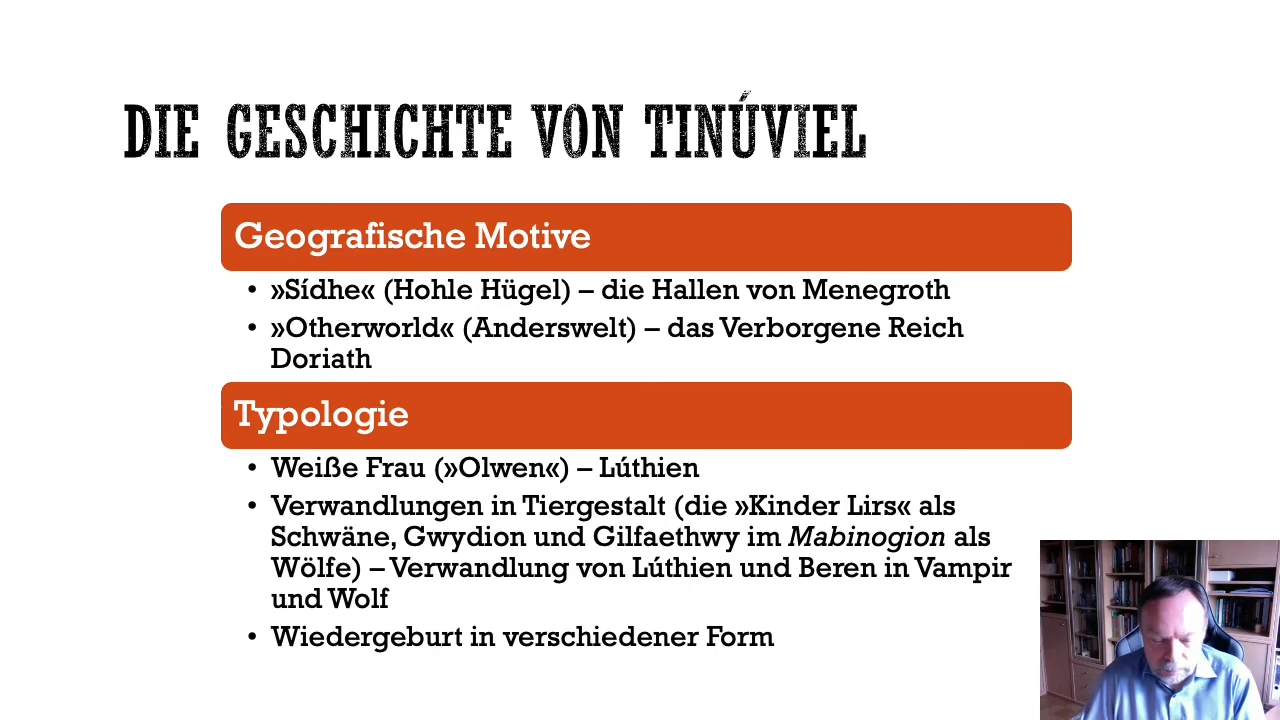 DIE GESCHICHTE VON TINÚVIEL
Geografische Motive
• »Sídhe« (Hohle Hügel) – die Hallen von Menegroth
• »Otherworld« (Anderswelt) – das Verborgene Reich
Doriath
Typologie
• Weiße Frau (»Olwen«) – Lúthien
• Verwandlungen in Tiergestalt (die »Kinder Lirs« als
Schwäne, Gwydion und Gilfaethwy im Mabinogion als
Wölfe) – Verwandlung von Lúthien und Beren in Vampir
und Wolf
• Wiedergeburt in verschiedener Form